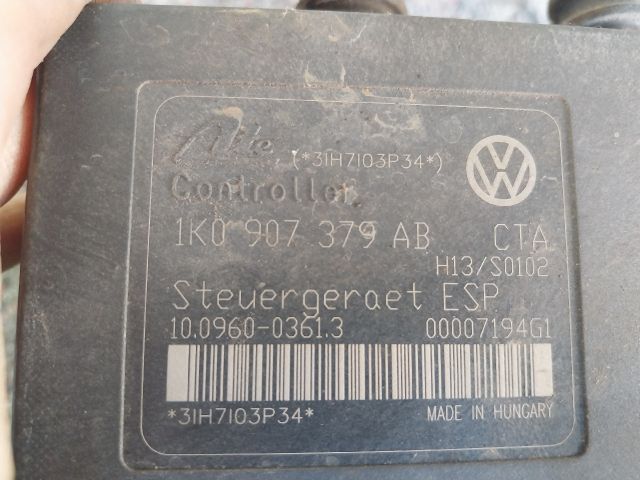 Ate (*3IH7I03P34*)
Controller
VW
1K0 907 379 AB CTA
H13/S0102
Steuergeraet ESP
10.0960-0361.3 00007194G1
*3IH7I03P34*
MADE IN HUNGARY